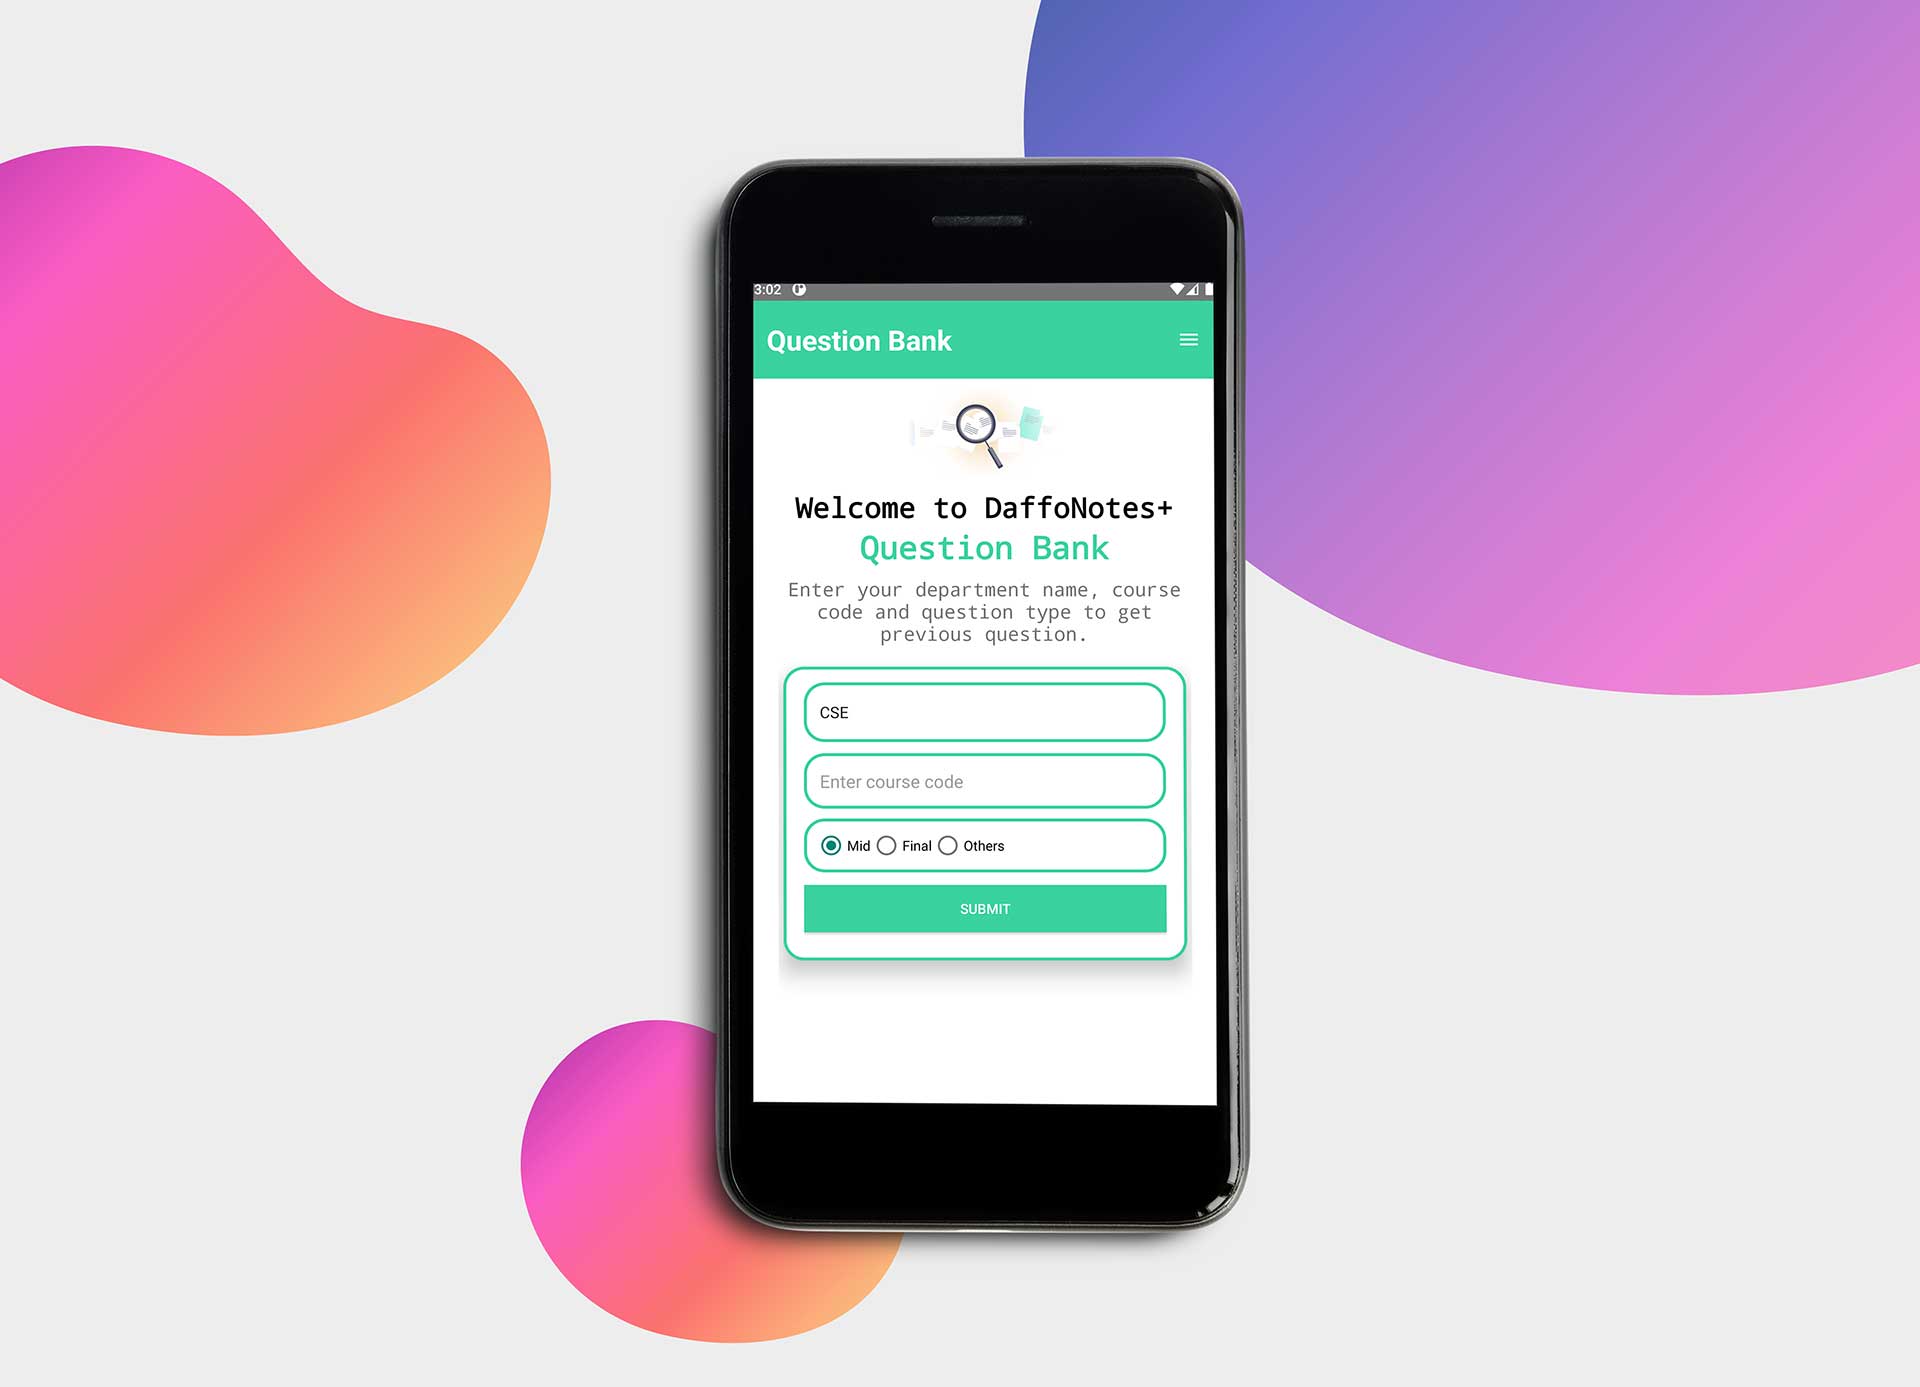 3:02
Question Bank
Welcome to DaffoNotes+
Question Bank
Enter your department name, course
code and question type to get
previous question.
CSE
Enter course code
Mid Final Others
SUBMIT